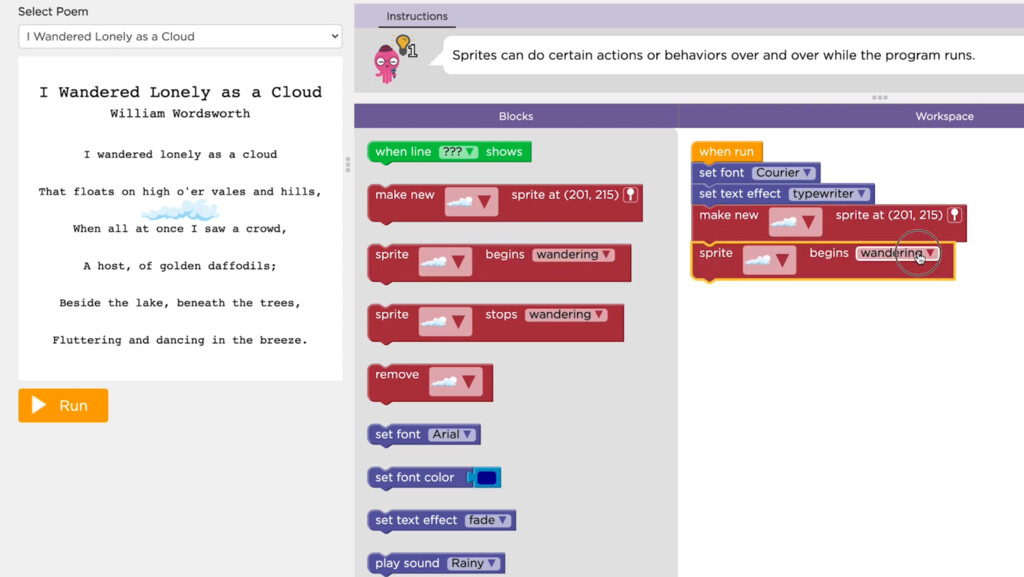 Select Poem
I Wandered Lonely as a Cloud
I Wandered Lonely as a Cloud
William Wordsworth
I wandered lonely as a cloud
That floats on high o'er vales and hills,
When all at once I saw a crowd,
A host, of golden daffodils;
Beside the lake, beneath the trees,
Fluttering and dancing in the breeze.
Run
Instructions
1
Sprites can do certain actions or behaviors over and over while the program runs.
Blocks
when line ??? shows
make new sprite at (201, 215)
sprite begins wandering
sprite stops wandering
remove
set font Arial
set font color
set text effect fade
play sound Rainy
Workspace
when run
set font Courier
set text effect typewriter
make new sprite at (201, 215)
sprite begins wandering